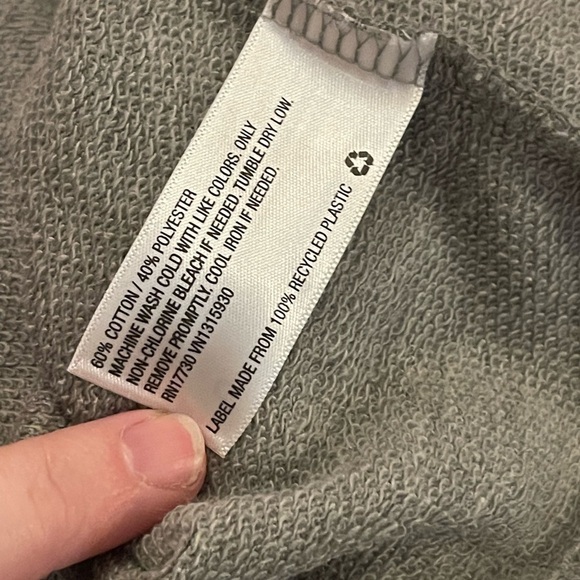 60% COTTON / 40% POLYESTER
MACHINE WASH COLD WITH LIKE COLORS. ONLY
NON-CHLORINE BLEACH IF NEEDED. TUMBLE DRY LOW.
REMOVE PROMPTLY. COOL IRON IF NEEDED.
RN17730 VN1315930
LABEL MADE FROM 100% RECYCLED PLASTIC